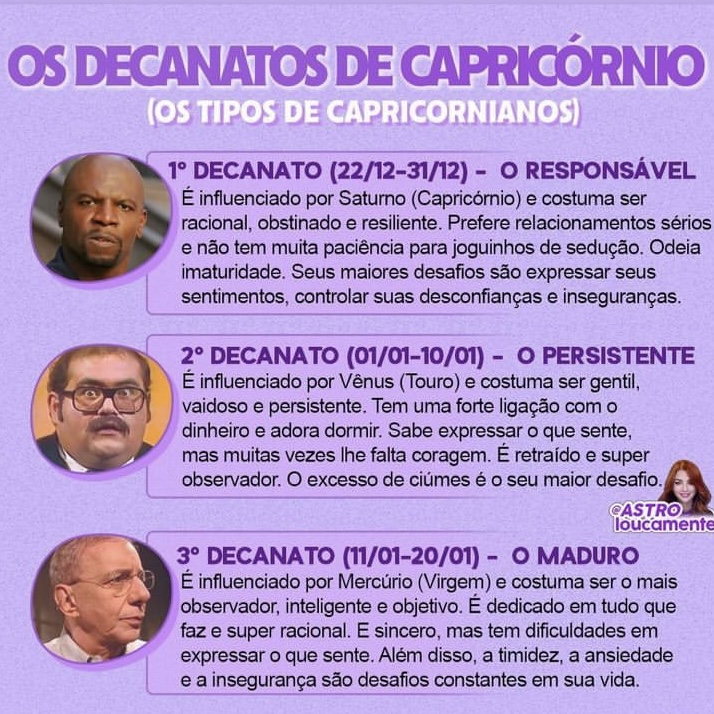 OS DECANATOS DE CAPRICÓRNIO
(OS TIPOS DE CAPRICORNIANOS)
1º DECANATO (22/12-31/12) - O RESPONSÁVEL
É influenciado por Saturno (Capricórnio) e costuma ser
racional, obstinado e resiliente. Prefere relacionamentos sérios
e não tem muita paciência para joguinhos de sedução. Odeia
imaturidade. Seus maiores desafios são expressar seus
sentimentos, controlar suas desconfianças e inseguranças.
2º DECANATO (01/01-10/01) - O PERSISTENTE
É influenciado por Vênus (Touro) e costuma ser gentil,
vaidoso e persistente. Tem uma forte ligação com o
dinheiro e adora dormir. Sabe expressar o que sente,
mas muitas vezes lhe falta coragem. É retraído e super
observador. O excesso de ciúmes é o seu maior desafio.
@ASTRO
loucamente
3º DECANATO (11/01-20/01) - O MADURO
É influenciado por Mercúrio (Virgem) e costuma ser o mais
observador, inteligente e objetivo. É dedicado em tudo que
faz e super racional. E sincero, mas tem dificuldades em
expressar o que sente. Além disso, a timidez, a ansiedade
e a insegurança são desafios constantes em sua vida.